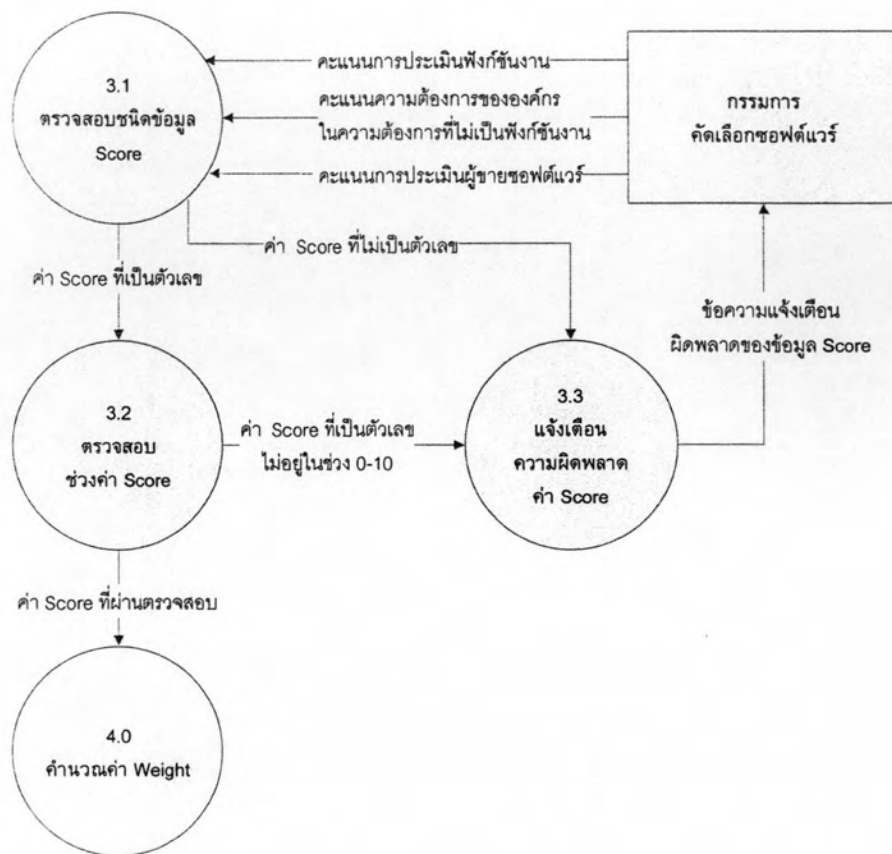 3.1
ตรวจสอบชนิดข้อมูล
Score
คะแนนการประเมินฟังก์ชันงาน
คะแนนความต้องการขององค์กร
ในความต้องการที่ไม่เป็นฟังก์ชันงาน
คะแนนการประเมินผู้ขายซอฟต์แวร์
กรรมการ
คัดเลือกซอฟต์แวร์
ค่า Score ที่ไม่เป็นตัวเลข
ค่า Score ที่เป็นตัวเลข
ข้อความแจ้งเตือน
ผิดพลาดของข้อมูล Score
3.2
ตรวจสอบ
ช่วงค่า Score
ค่า Score ที่เป็นตัวเลข
ไม่อยู่ในช่วง 0-10
3.3
แจ้งเตือน
ความผิดพลาด
ค่า Score
ค่า Score ที่ผ่านตรวจสอบ
4.0
คำนวณค่า Weight